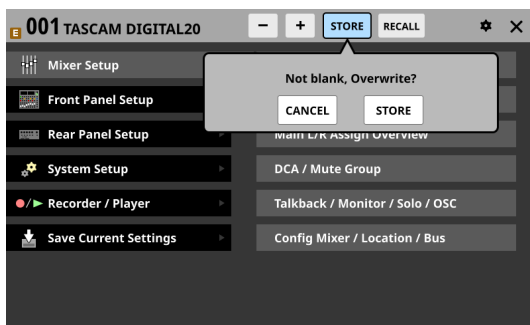 E 001 TASCAM DIGITAL20 − + STORE RECALL
Mixer Setup
Not blank, Overwrite?
CANCEL STORE
Front Panel Setup
Rear Panel Setup
Main L/R Assign Overview
System Setup
DCA / Mute Group
Recorder / Player
Talkback / Monitor / Solo / OSC
Save Current Settings
Config Mixer / Location / Bus